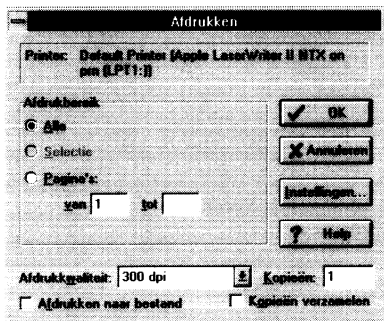 Afdrukken
Printer: Default Printer (Apple LaserWriter II NTX on
prn (LPT1:))
Afdrukbereik
Alle
Selectie
Pagina's:
van 1 tot
OK
Annuleren
Instellingen...
Help
Afdrukkwaliteit: 300 dpi
Kopieën: 1
Afdrukken naar bestand
Kopieën verzamelen